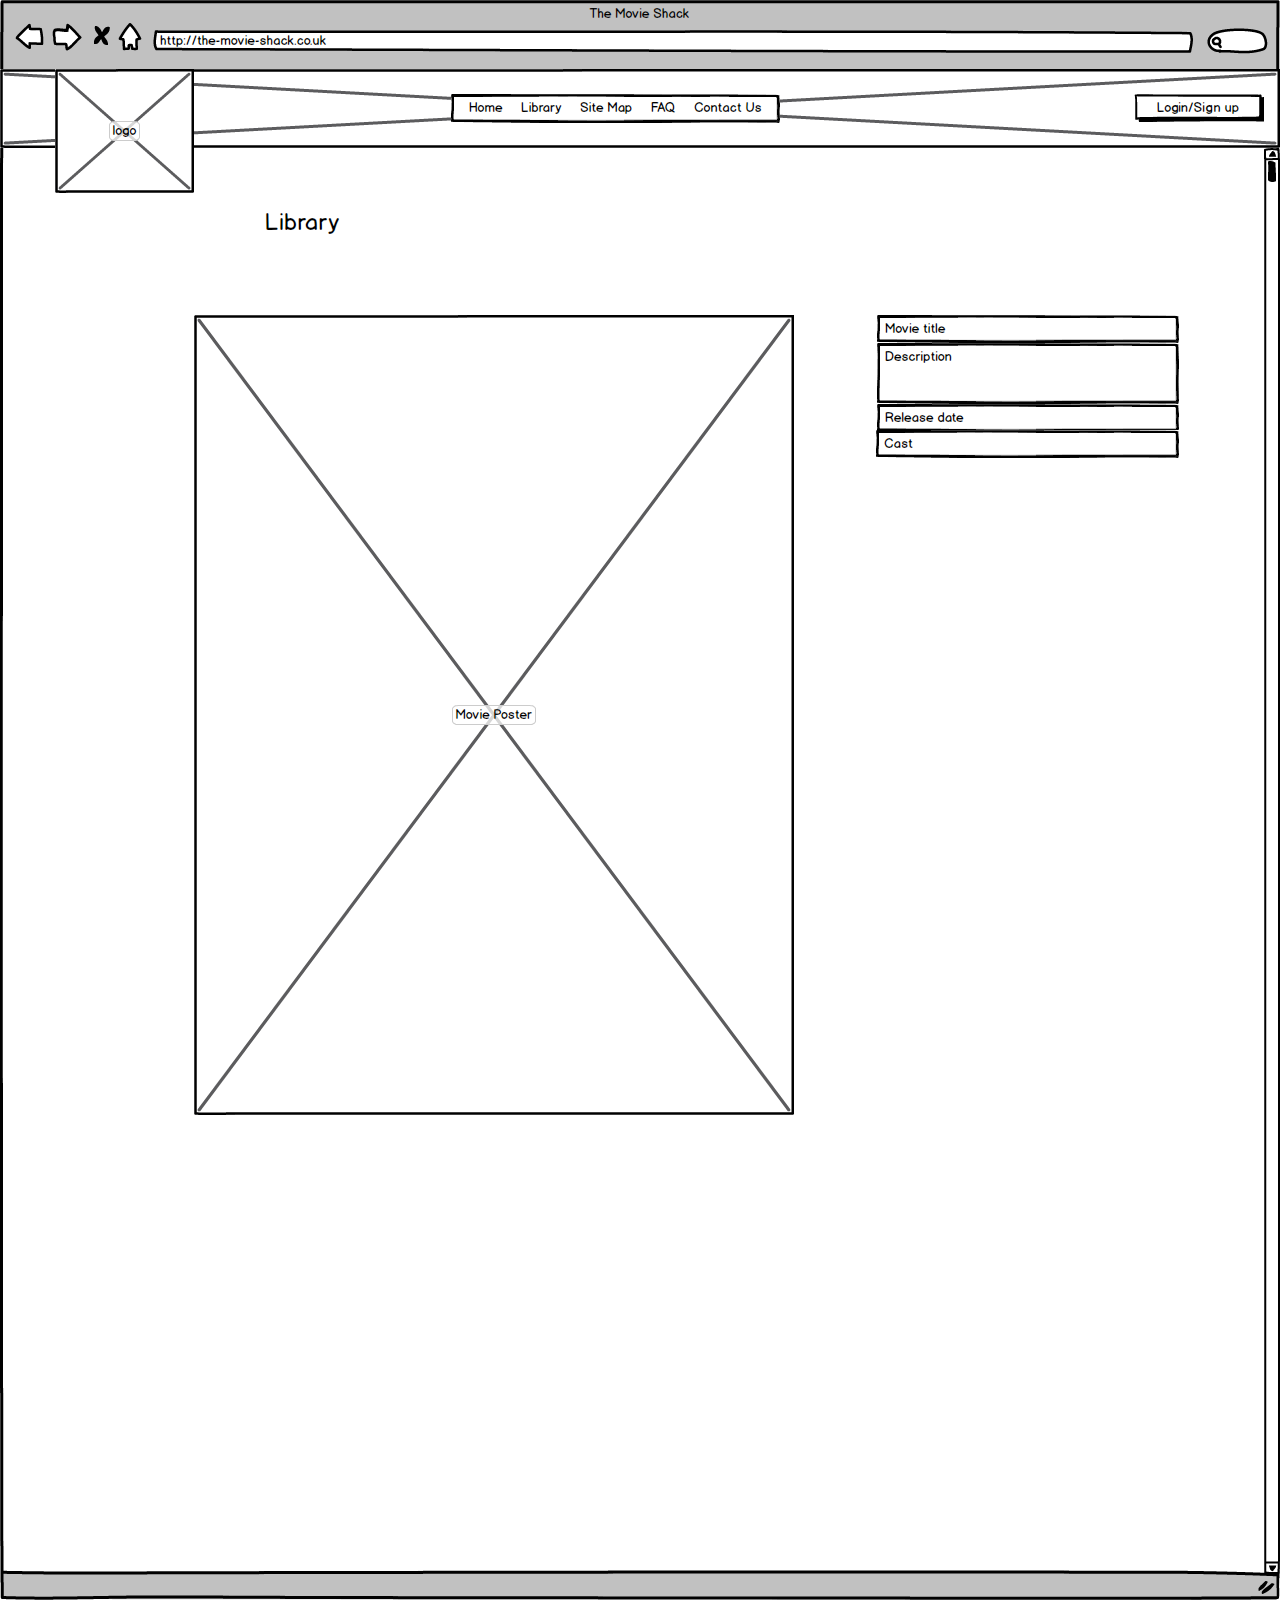 The Movie Shack
http://the-movie-shack.co.uk
Home Library Site Map FAQ Contact Us
Login/Sign up
logo
Library
Movie title
Description
Release date
Cast
Movie Poster